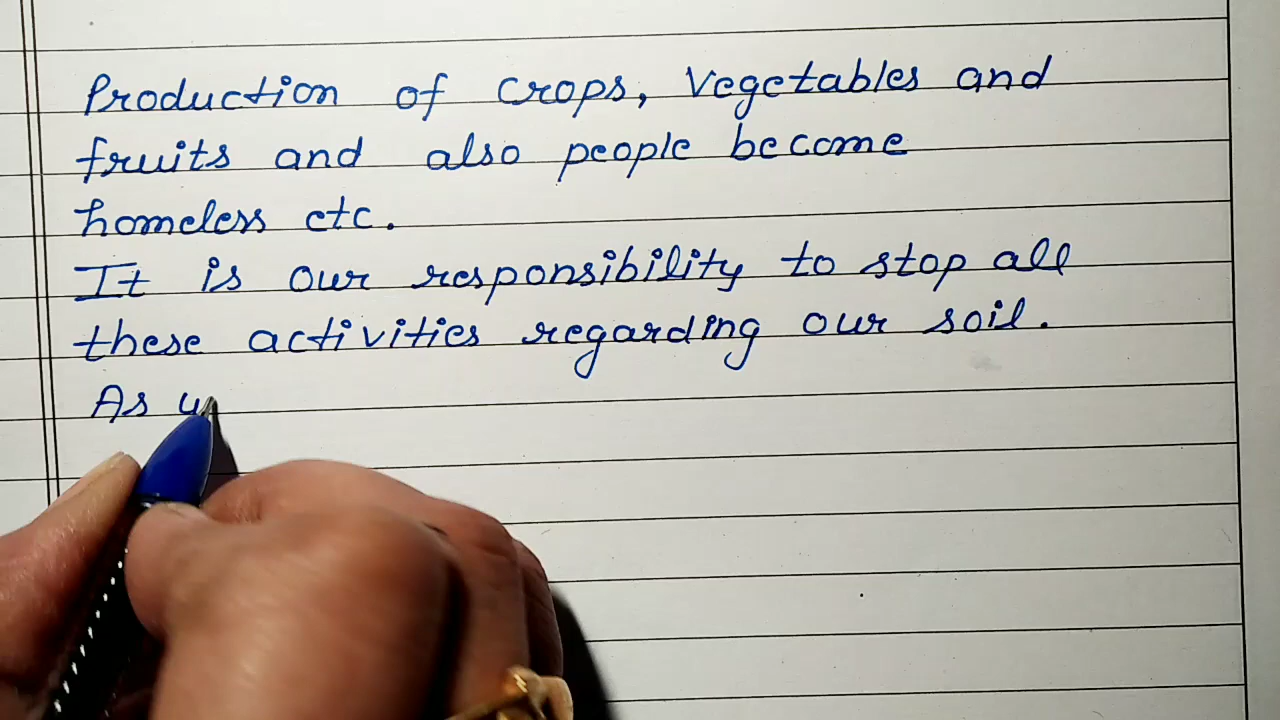 Production of crops, Vegetables and
fruits and also people become
homeless etc.
It is our responsibility to stop all
these activities regarding our soil.
As